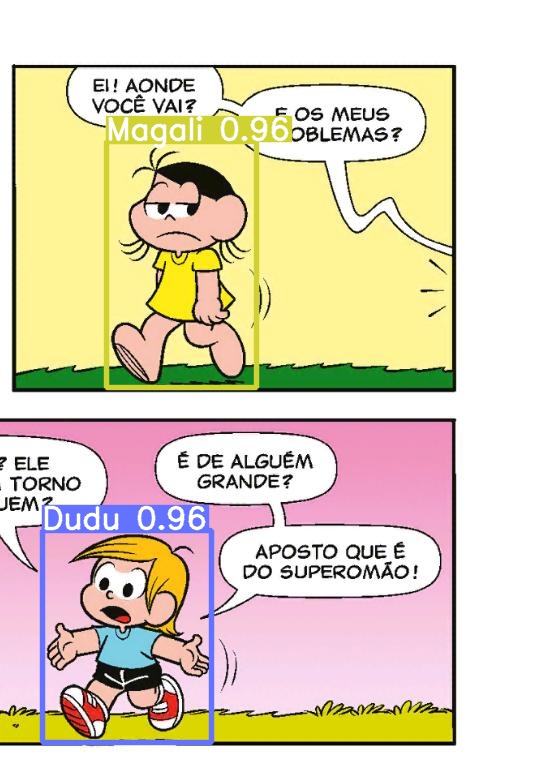 EI! AONDE
VOCÊ VAI?
E OS MEUS
OBLEMAS?
Magali 0.96
? ELE
TORNO
UEM?
É DE ALGUÉM
GRANDE?
Dudu 0.96
APOSTO QUE É
DO SUPEROMÃO!